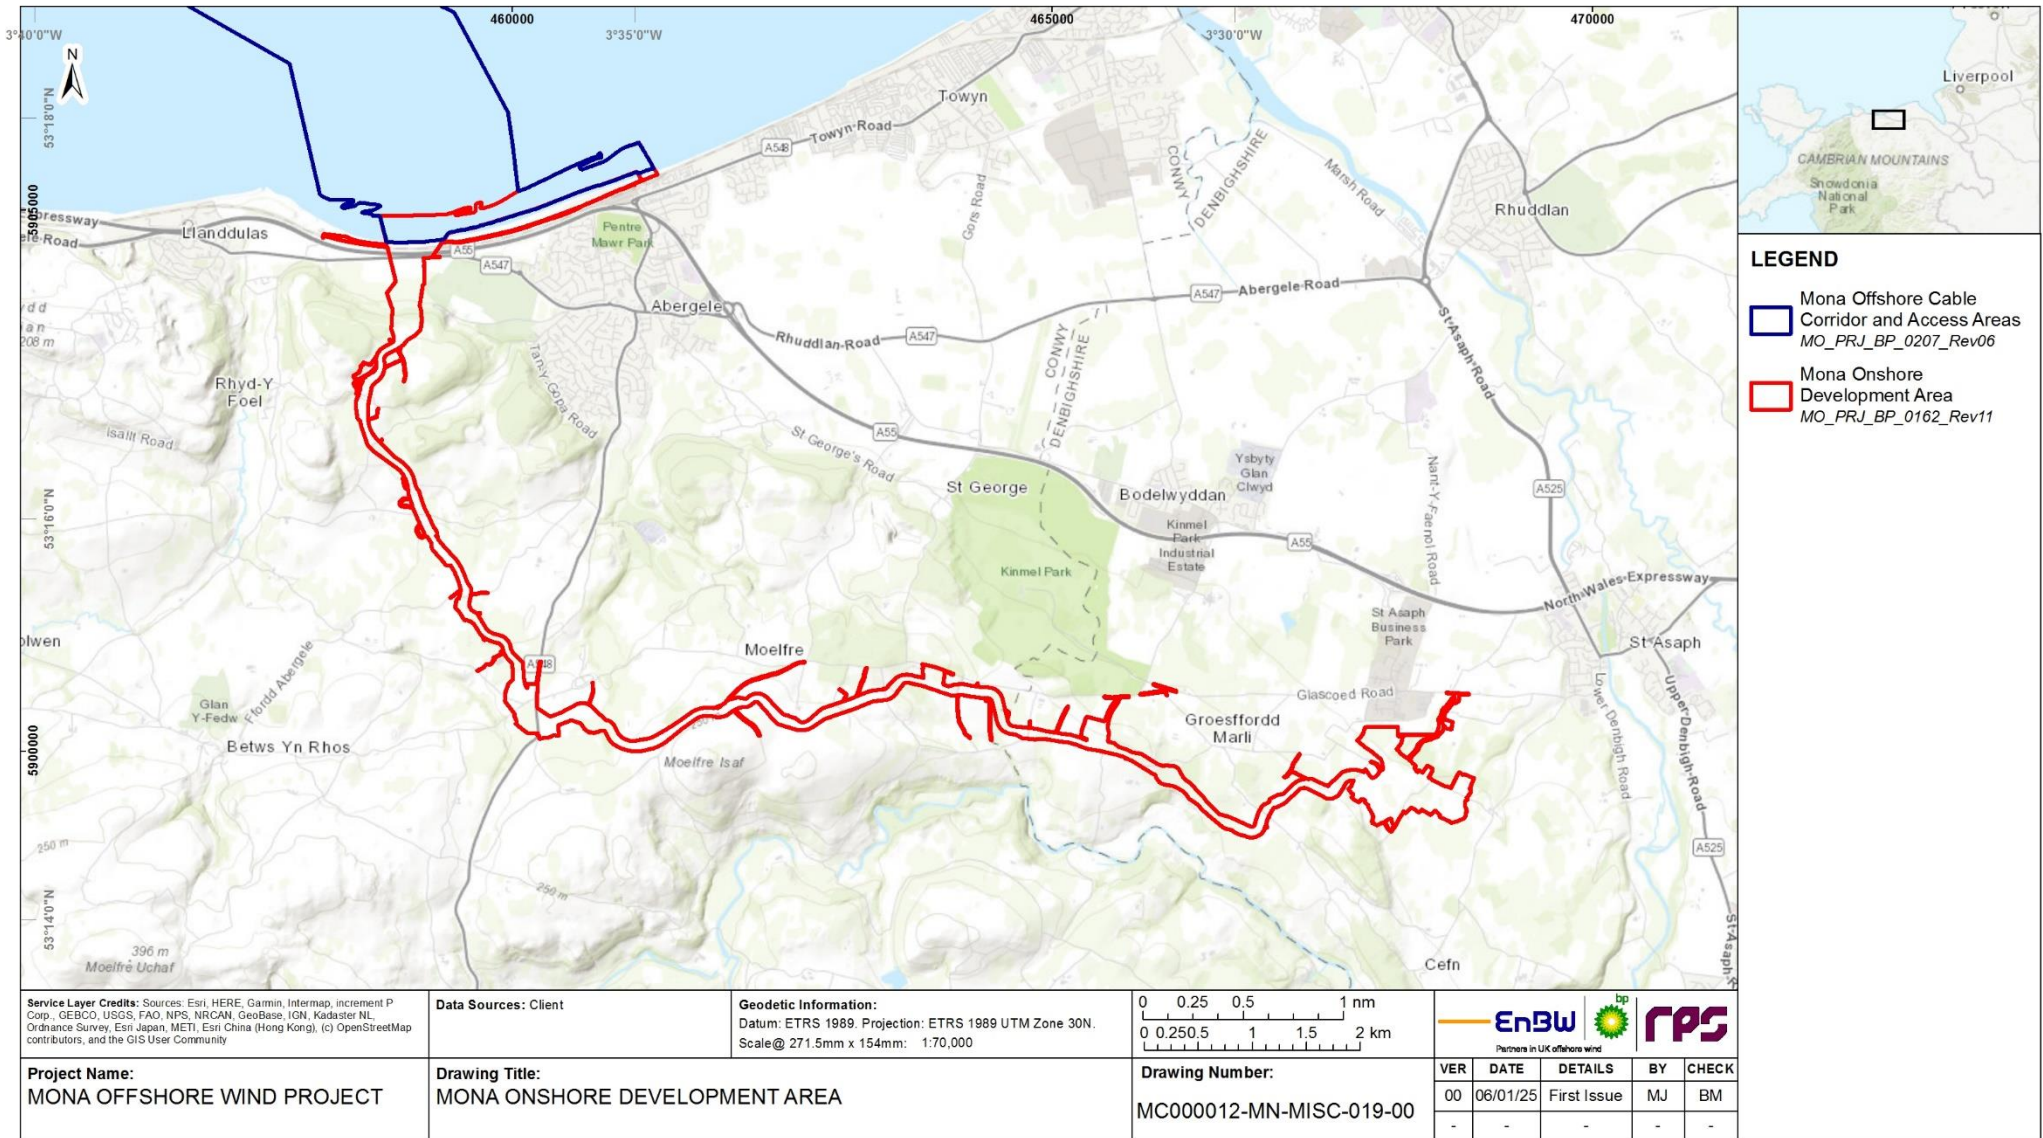 460000
465000
470000
3°40'0"W
3°35'0"W
3°30'0"W
N
53°18'0"N
5905000
53°16'0"N
5900000
53°14'0"N
Towyn
Towyn Road
A548
Marsh Road
CONWY
DENBIGHSHIRE
Rhuddlan
Gors Road
Llanddulas
A55
A547
Pentre
Mawr Park
Abergele
A547
Abergele Road
Rhuddlan Road
A547
CONWY
DENBIGHSHIRE
St Asaph Road
208 m
Rhyd-Y
Foel
Isallt Road
Tan-y-Gopa Road
St George's Road
A55
St George
Bodelwyddan
Ysbyty
Glan
Clwyd
Nant-Y-Faenol Road
A525
Kinmel
Park
Industrial
Estate
A55
Kinmel Park
North Wales Expressway
St Asaph
Business
Park
St Asaph
Moelfre
A548
Ffordd Abergele
Glan
Y-Fedw
Betws Yn Rhos
Moelfre Isaf
Glascoed Road
Groesffordd
Marli
Lower Denbigh Road
Upper Denbigh Road
A525
250 m
250 m
396 m
Moelfre Uchaf
Cefn
Liverpool
CAMBRIAN MOUNTAINS
Snowdonia
National
Park
LEGEND
Mona Offshore Cable
Corridor and Access Areas
MO_PRJ_BP_0207_Rev06
Mona Onshore
Development Area
MO_PRJ_BP_0162_Rev11
Service Layer Credits: Sources: Esri, HERE, Garmin, Intermap, increment P
Corp., GEBCO, USGS, FAO, NPS, NRCAN, GeoBase, IGN, Kadaster NL,
Ordnance Survey, Esri Japan, METI, Esri China (Hong Kong), (c) OpenStreetMap
contributors, and the GIS User Community
Data Sources: Client
Geodetic Information:
Datum: ETRS 1989. Projection: ETRS 1989 UTM Zone 30N.
Scale@ 271.5mm x 154mm: 1:70,000
0 0.25 0.5 1 nm
0 0.250.5 1 1.5 2 km
EnBW
bp
rps
Partners in UK offshore wind
Project Name:
MONA OFFSHORE WIND PROJECT
Drawing Title:
MONA ONSHORE DEVELOPMENT AREA
Drawing Number:
MC000012-MN-MISC-019-00
VER DATE DETAILS BY CHECK
00 06/01/25 First Issue MJ BM
- - - - -